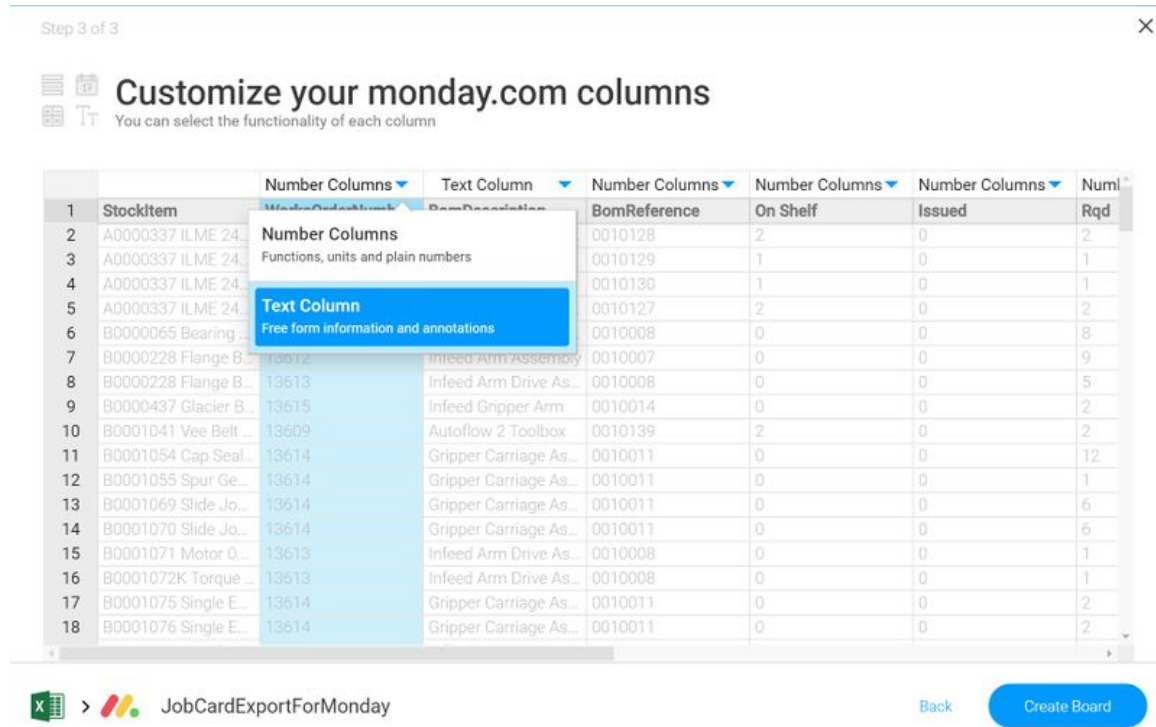 Step 3 of 3
Customize your monday.com columns
You can select the functionality of each column
Number Columns Text Column Number Columns Number Columns Number Columns
1 StockItem WorksOrderNumb BomDescription BomReference On Shelf Issued Rqd
2 A0000337 ILME 24... 0010128 2 0 2
Number Columns
3 A0000337 ILME 24... 0010129 1 0 1
Functions, units and plain numbers
4 A0000337 ILME 24... 0010130 1 0 1
5 A0000337 ILME 24... 0010127 2 0 2
Text Column
6 B0000065 Bearing ... 0010008 0 0 8
Free form information and annotations
7 B0000228 Flange B... 13612 Infeed Arm Assembly 0010007 0 0 9
8 B0000228 Flange B... 13613 Infeed Arm Drive As... 0010008 0 0 5
9 B0000437 Glacier B... 13615 Infeed Gripper Arm 0010014 0 0 2
10 B0001041 Vee Belt ... 13609 Autoflow 2 Toolbox 0010139 2 0 2
11 B0001054 Cap Seal... 13614 Gripper Carriage As... 0010011 0 0 12
12 B0001055 Spur Ge... 13614 Gripper Carriage As... 0010011 0 0 1
13 B0001069 Slide Jo... 13614 Gripper Carriage As... 0010011 0 0 6
14 B0001070 Slide Jo... 13614 Gripper Carriage As... 0010011 0 0 6
15 B0001071 Motor 0... 13613 Infeed Arm Drive As... 0010008 0 0 1
16 B0001072K Torque ... 13613 Infeed Arm Drive As... 0010008 0 0 1
17 B0001075 Single E... 13614 Gripper Carriage As... 0010011 0 0 2
18 B0001076 Single E... 13614 Gripper Carriage As... 0010011 0 0 2
JobCardExportForMonday Back Create Board